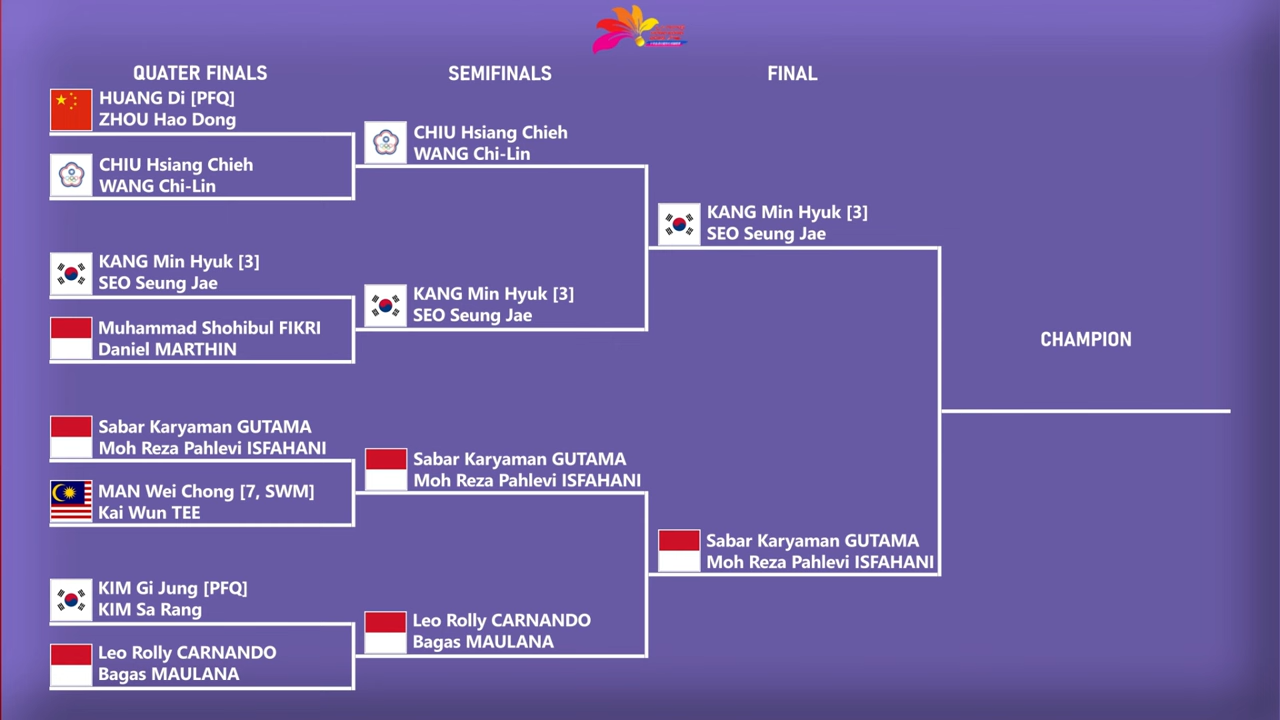 QUATER FINALS
SEMIFINALS
FINAL
HUANG Di [PFQ]
ZHOU Hao Dong
CHIU Hsiang Chieh
WANG Chi-Lin
KANG Min Hyuk [3]
SEO Seung Jae
Muhammad Shohibul FIKRI
Daniel MARTHIN
Sabar Karyaman GUTAMA
Moh Reza Pahlevi ISFAHANI
MAN Wei Chong [7, SWM]
Kai Wun TEE
KIM Gi Jung [PFQ]
KIM Sa Rang
Leo Rolly CARNANDO
Bagas MAULANA
CHIU Hsiang Chieh
WANG Chi-Lin
KANG Min Hyuk [3]
SEO Seung Jae
Sabar Karyaman GUTAMA
Moh Reza Pahlevi ISFAHANI
Leo Rolly CARNANDO
Bagas MAULANA
KANG Min Hyuk [3]
SEO Seung Jae
Sabar Karyaman GUTAMA
Moh Reza Pahlevi ISFAHANI
CHAMPION